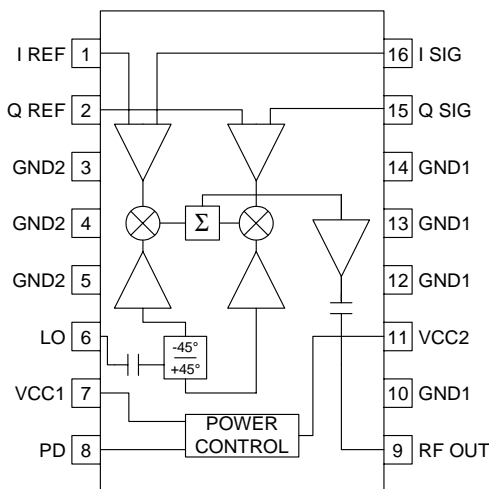 I REF 1 16 I SIG
Q REF 2 15 Q SIG
GND2 3 14 GND1
GND2 4 Σ 13 GND1
GND2 5 12 GND1
LO 6 11 VCC2
-45°
+45°
VCC1 7 10 GND1
POWER
CONTROL
PD 8 9 RF OUT